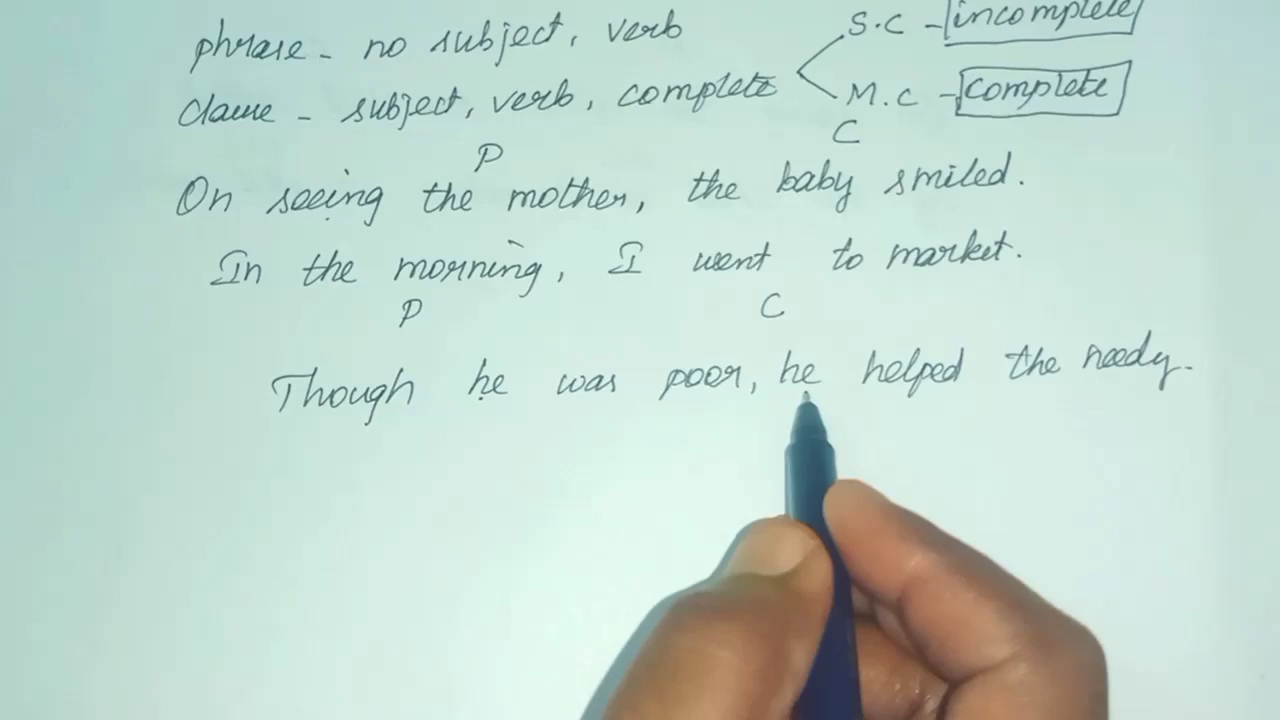 phrase - no subject, verb
S.C - incomplete
clause - subject, verb, complete
M.C - complete
P C
On seeing the mother, the baby smiled.
In the morning, I went to market.
P C
Though he was poor, he helped the needy.